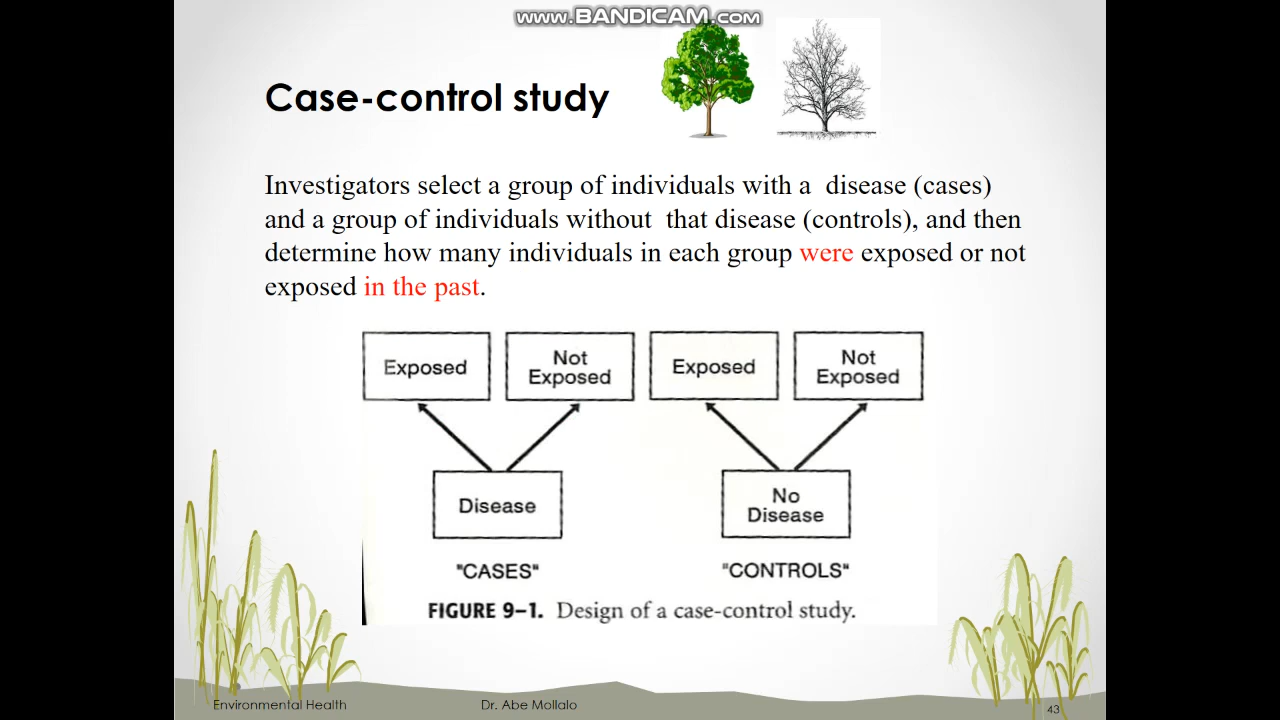 www.BANDICAM.com
Case-control study
Investigators select a group of individuals with a disease (cases)
and a group of individuals without that disease (controls), and then
determine how many individuals in each group were exposed or not
exposed in the past.
Exposed
Not
Exposed
Exposed
Not
Exposed
Disease
No
Disease
"CASES"
"CONTROLS"
FIGURE 9-1. Design of a case-control study.
Environmental Health
Dr. Abe Mollalo
43